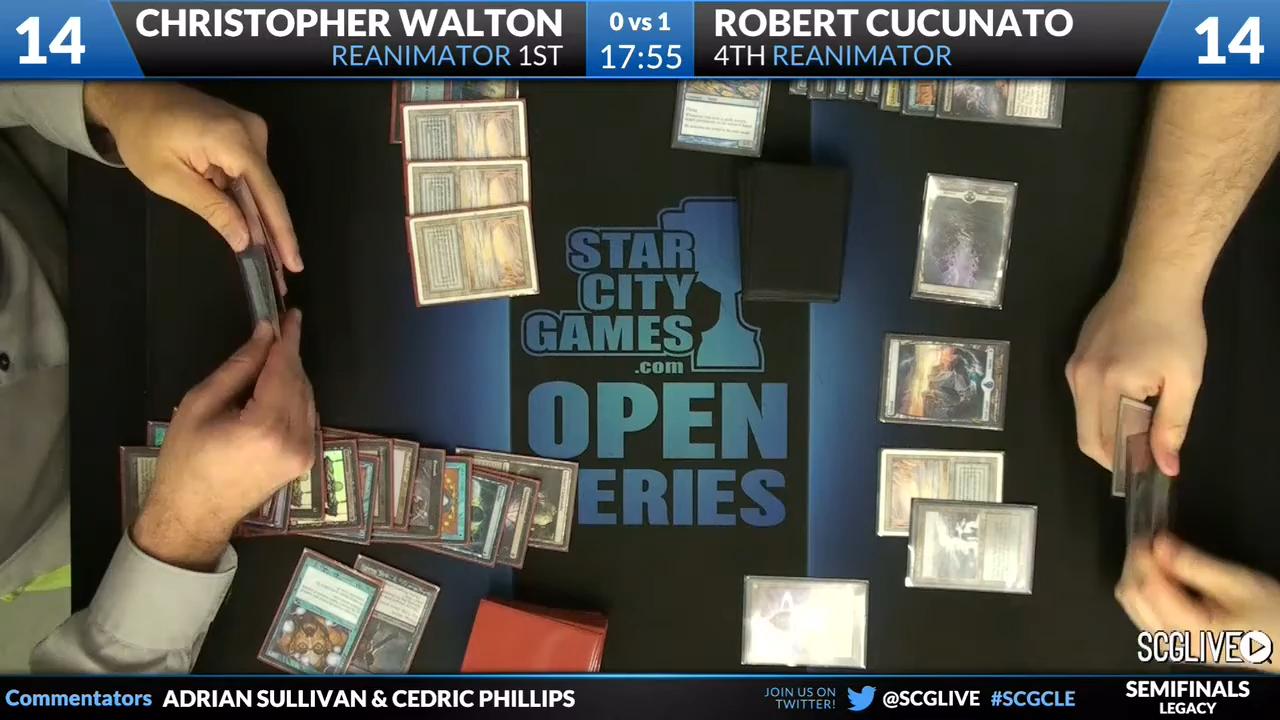 14
CHRISTOPHER WALTON
REANIMATOR 1ST
0 vs 1
17:55
ROBERT CUCUNATO
4TH REANIMATOR
14
STAR
CITY
GAMES
.com
OPEN
SERIES
SCGLIVE
Commentators ADRIAN SULLIVAN & CEDRIC PHILLIPS
JOIN US ON
TWITTER!
@SCGLIVE #SCGCLE
SEMIFINALS
LEGACY